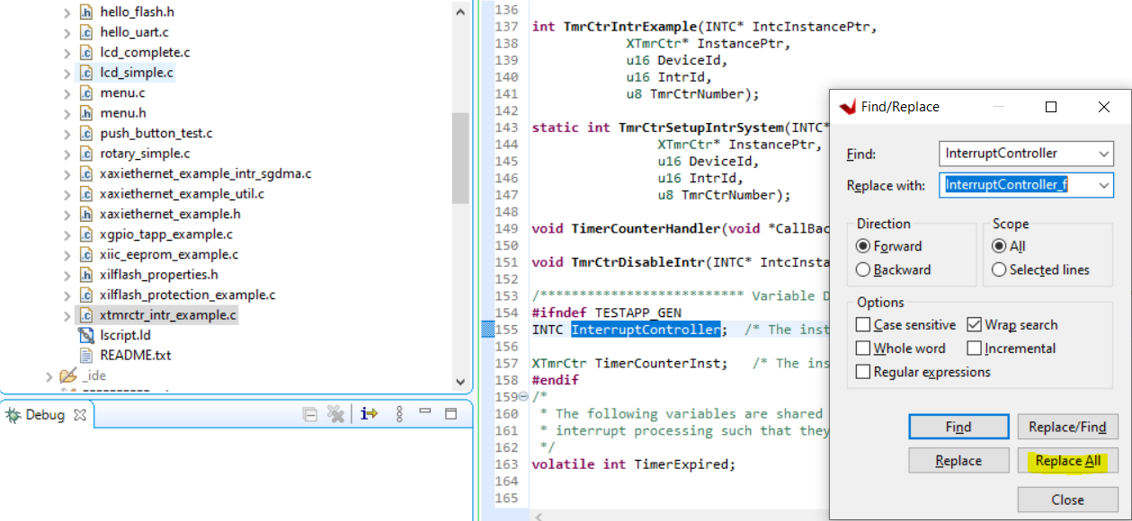 hello_flash.h
hello_uart.c
lcd_complete.c
lcd_simple.c
menu.c
menu.h
push_button_test.c
rotary_simple.c
xaxiethernet_example_intr_sgdma.c
xaxiethernet_example_util.c
xaxiethernet_example.h
xgpio_tapp_example.c
xiic_eeprom_example.c
xilflash_properties.h
xilflash_protection_example.c
xtmrctr_intr_example.c
lscript.ld
README.txt
_ide
Debug
136
137 int TmrCtrIntrExample(INTC* IntcInstancePtr,
138 XTmrCtr* InstancePtr,
139 u16 DeviceId,
140 u16 IntrId,
141 u8 TmrCtrNumber);
142
143 static int TmrCtrSetupIntrSystem(INTC*
144 XTmrCtr* InstancePtr,
145 u16 DeviceId,
146 u16 IntrId,
147 u8 TmrCtrNumber);
148
149 void TimerCounterHandler(void *CallBac
150
151 void TmrCtrDisableIntr(INTC* IntcInsta
152
153 /************************** Variable D
154 #ifndef TESTAPP_GEN
155 INTC InterruptController; /* The inst
156
157 XTmrCtr TimerCounterInst; /* The ins
158 #endif
159 /*
160 * The following variables are shared
161 * interrupt processing such that they
162 */
163 volatile int TimerExpired;
164
165
Find/Replace
Find: InterruptController
Replace with: InterruptController_f
Direction
Forward
Backward
Scope
All
Selected lines
Options
Case sensitive
Wrap search
Whole word
Incremental
Regular expressions
Find
Replace/Find
Replace
Replace All
Close